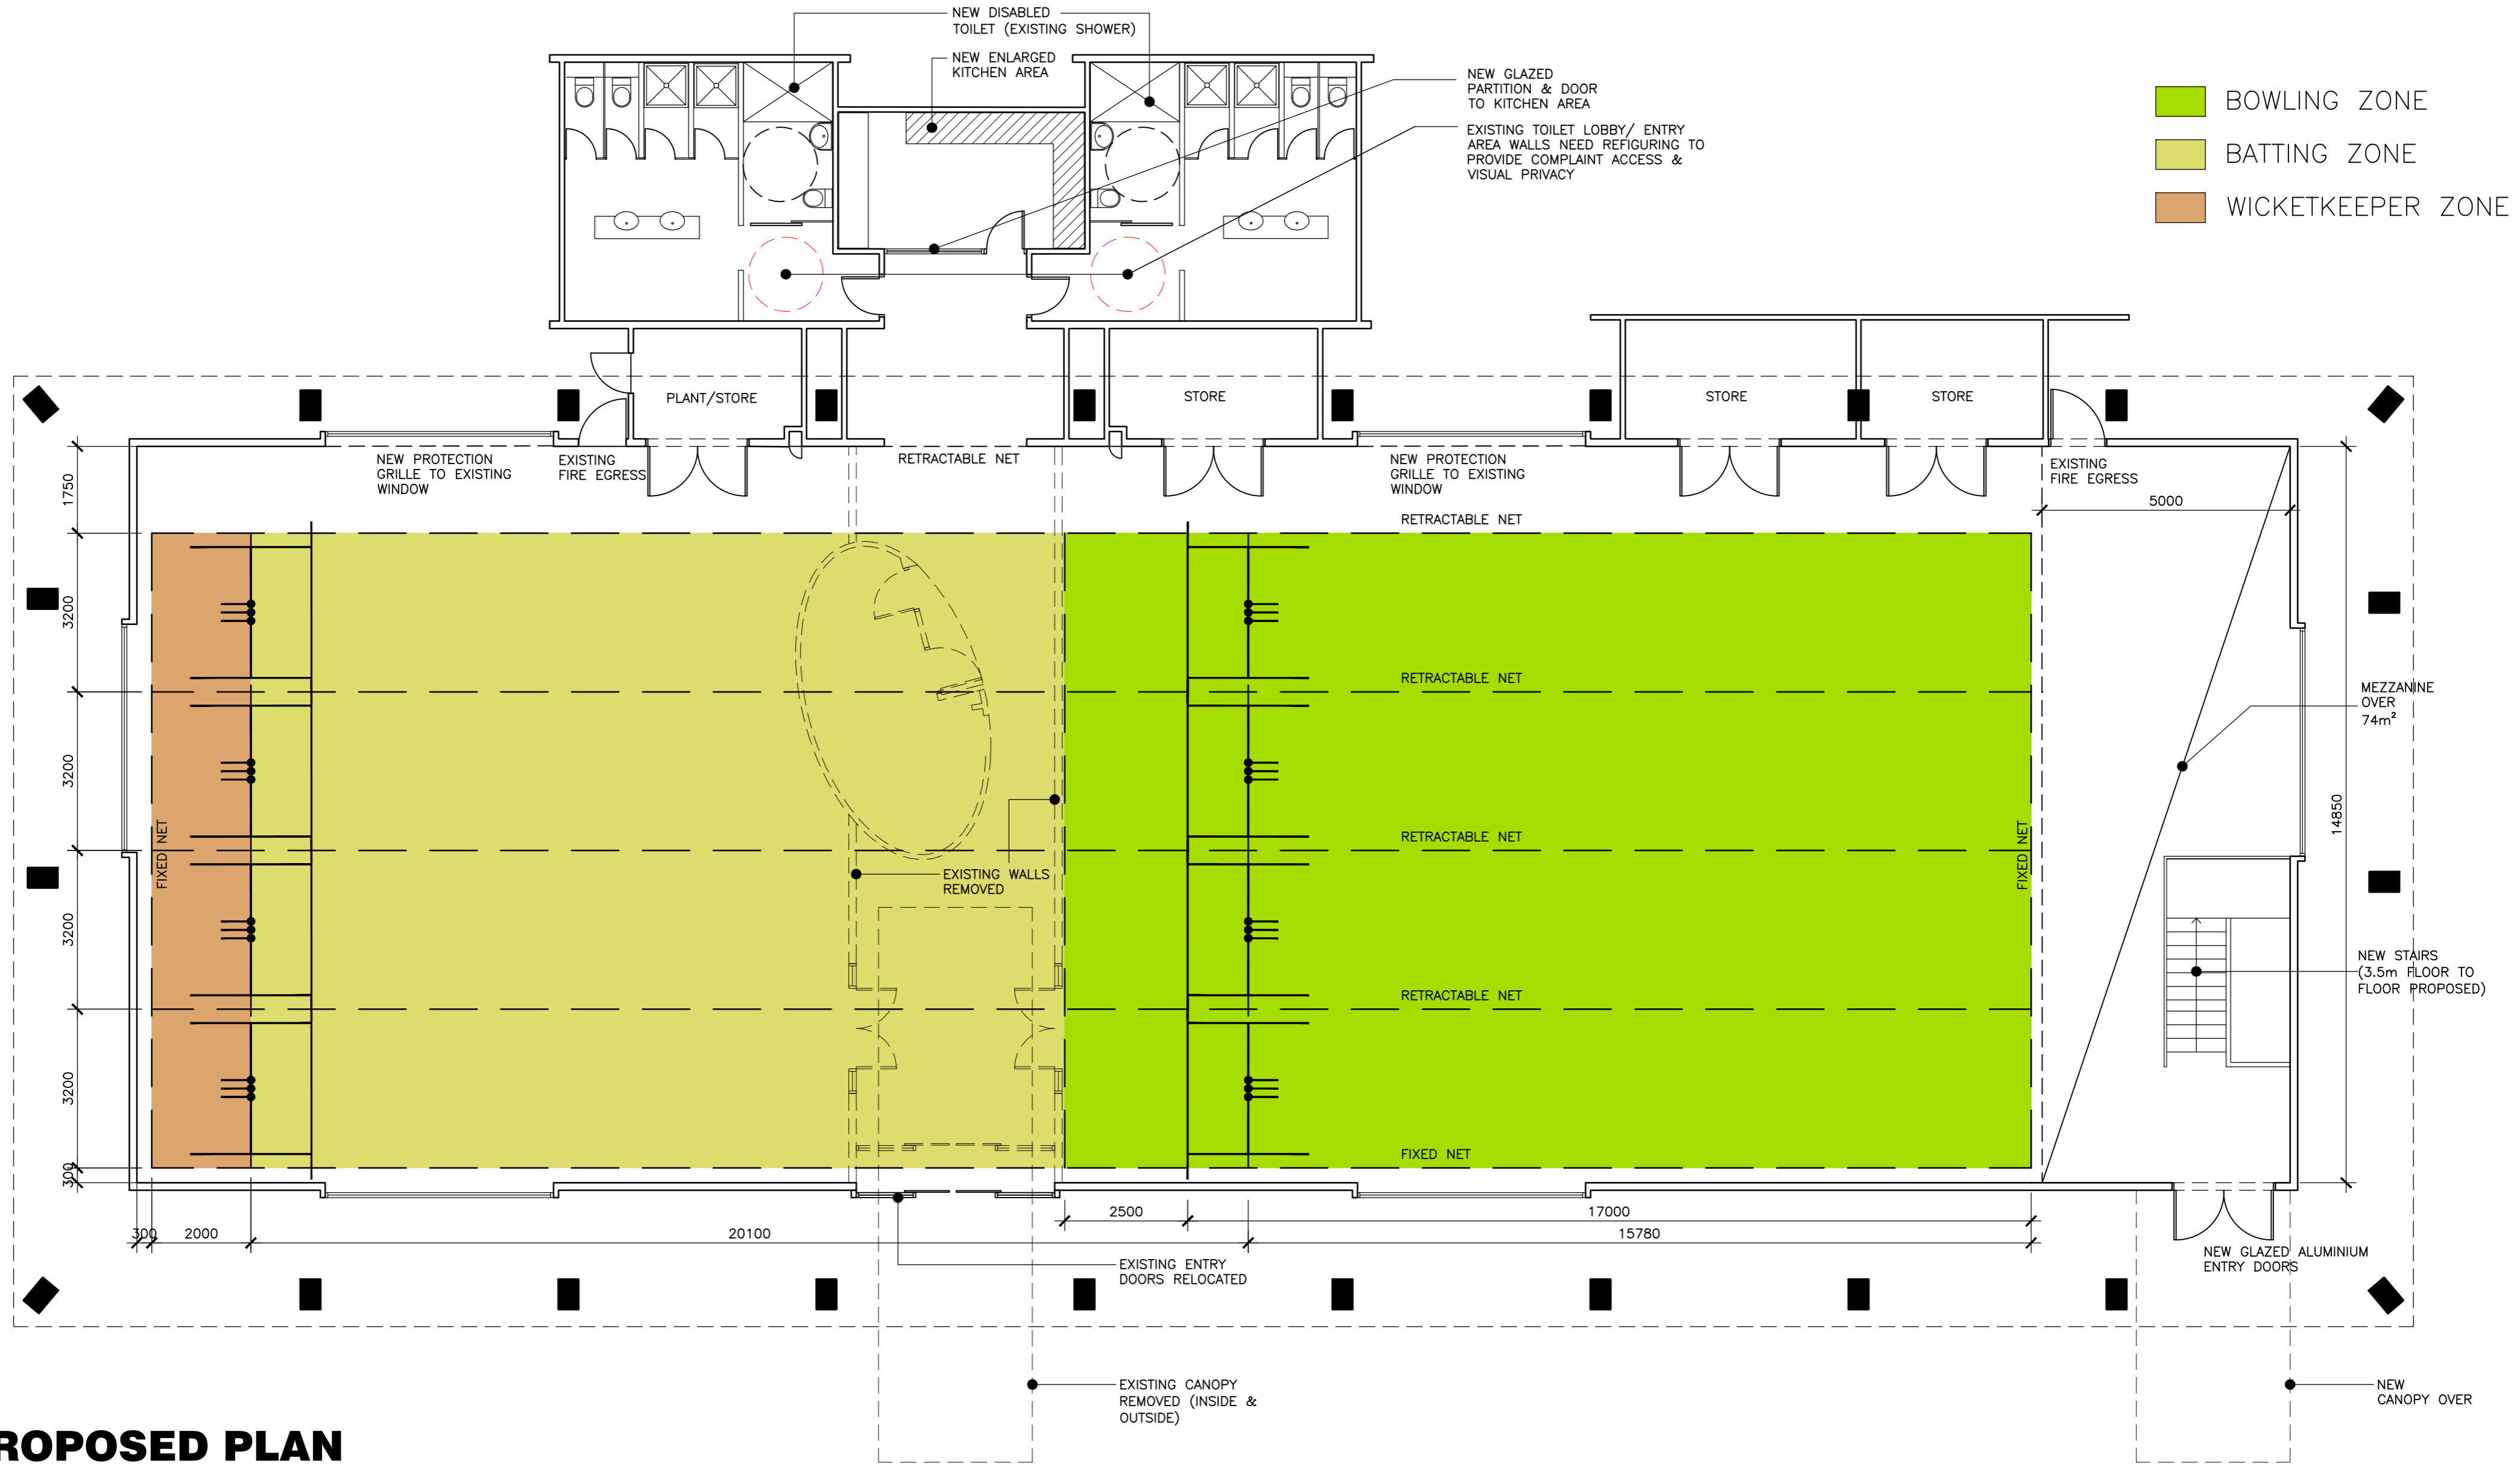 NEW DISABLED
TOILET (EXISTING SHOWER)
NEW ENLARGED
KITCHEN AREA
NEW GLAZED
PARTITION & DOOR
TO KITCHEN AREA
EXISTING TOILET LOBBY/ ENTRY
AREA WALLS NEED REFIGURING TO
PROVIDE COMPLAINT ACCESS &
VISUAL PRIVACY
BOWLING ZONE
BATTING ZONE
WICKETKEEPER ZONE
PLANT/STORE
STORE
STORE
STORE
NEW PROTECTION
GRILLE TO EXISTING
WINDOW
EXISTING
FIRE EGRESS
RETRACTABLE NET
NEW PROTECTION
GRILLE TO EXISTING
WINDOW
EXISTING
FIRE EGRESS
5000
1750
3200
3200
3200
3200
300
RETRACTABLE NET
RETRACTABLE NET
RETRACTABLE NET
RETRACTABLE NET
FIXED NET
FIXED NET
FIXED NET
EXISTING WALLS
REMOVED
MEZZANINE
OVER
74m²
14850
NEW STAIRS
(3.5m FLOOR TO
FLOOR PROPOSED)
300
2000
20100
2500
17000
15780
EXISTING ENTRY
DOORS RELOCATED
NEW GLAZED ALUMINIUM
ENTRY DOORS
EXISTING CANOPY
REMOVED (INSIDE &
OUTSIDE)
NEW
CANOPY OVER
ROPOSED PLAN